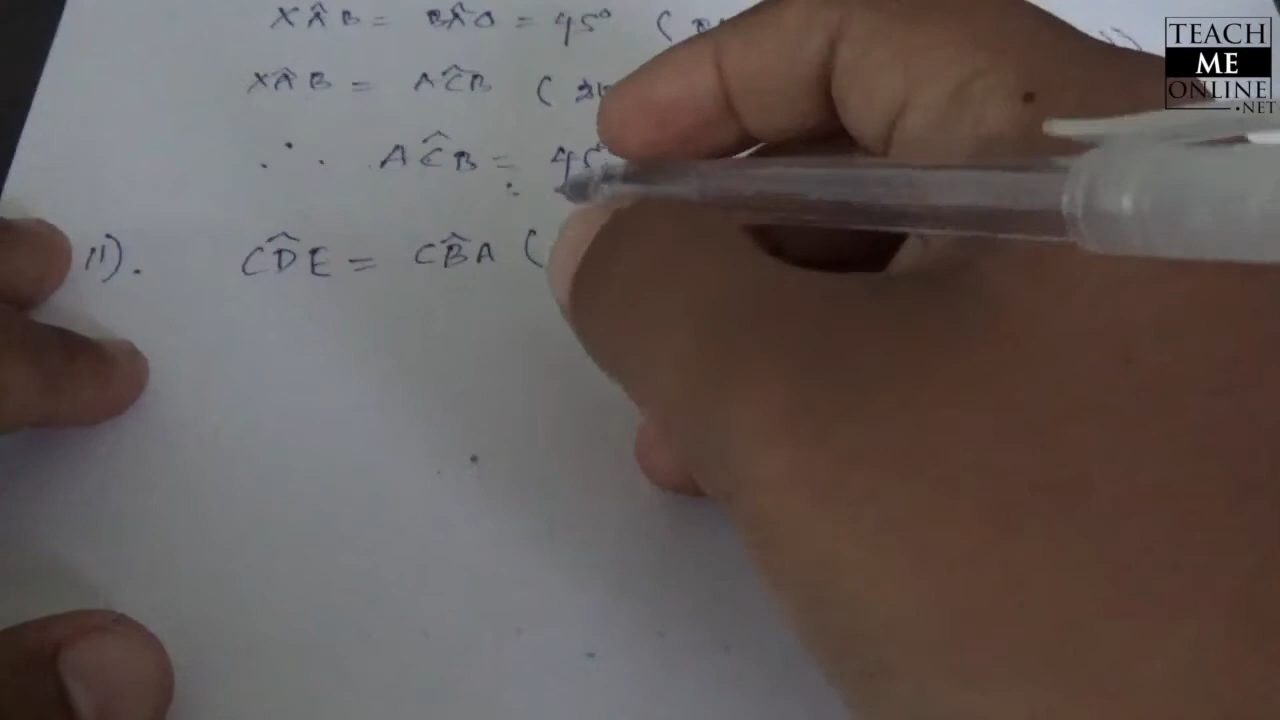 XÂB = BÂO = 45° (
XÂB = AĈB (
∴ AĈB = 45°
II). CD̂E = CB̂A (
TEACH
ME
ONLINE
.NET